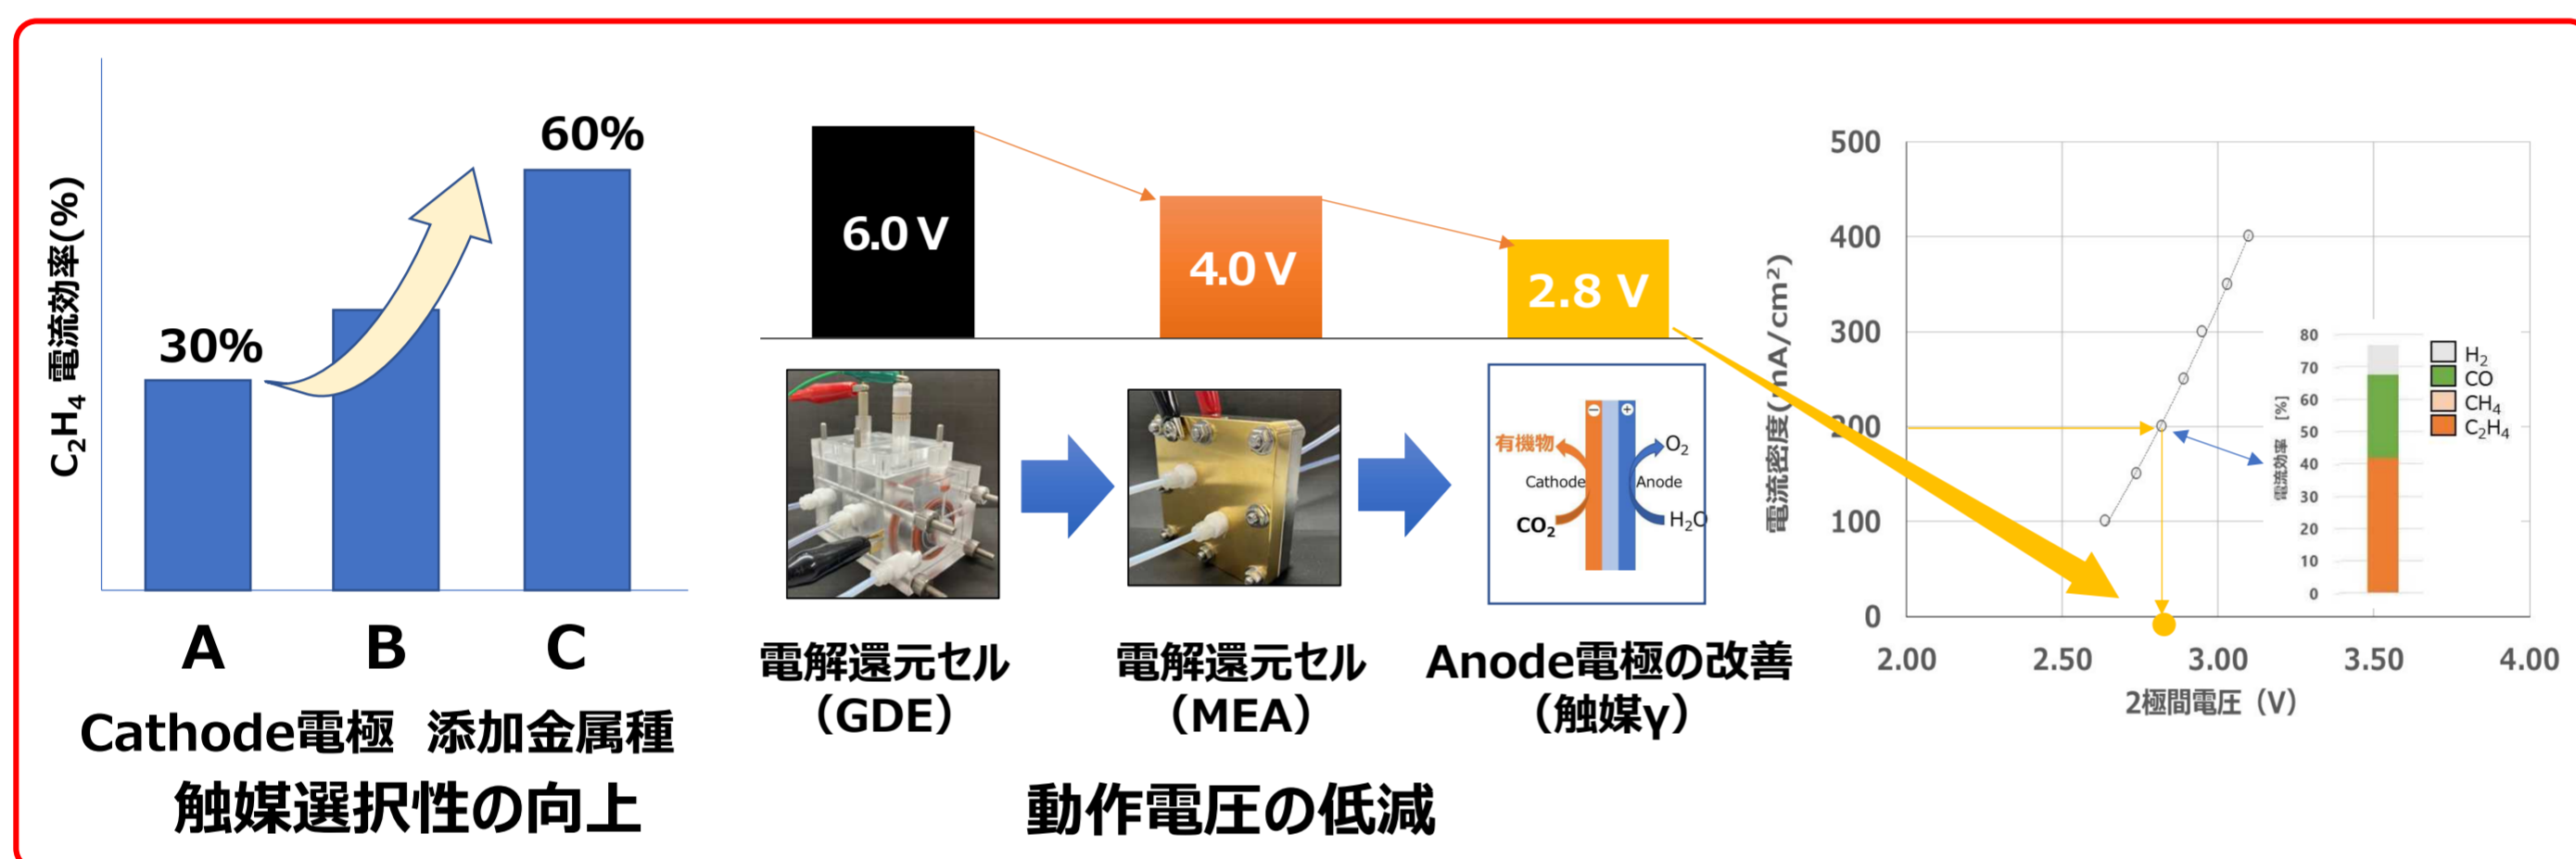 C2H4 電流効率(%)
30%
60%
A
B
C
Cathode電極 添加金属種
触媒選択性の向上
6.0 V
4.0 V
2.8 V
有機物
Cathode
CO2
−
+
O2
Anode
H2O
電解還元セル
（GDE）
電解還元セル
（MEA）
Anode電極の改善
（触媒γ）
動作電圧の低減
電流密度(mA/cm²)
500
400
300
200
100
0
2.00
2.50
3.00
3.50
4.00
2極間電圧（V）
電流効率 [%]
80
70
60
50
40
30
20
10
0
H2
CO
CH4
C2H4